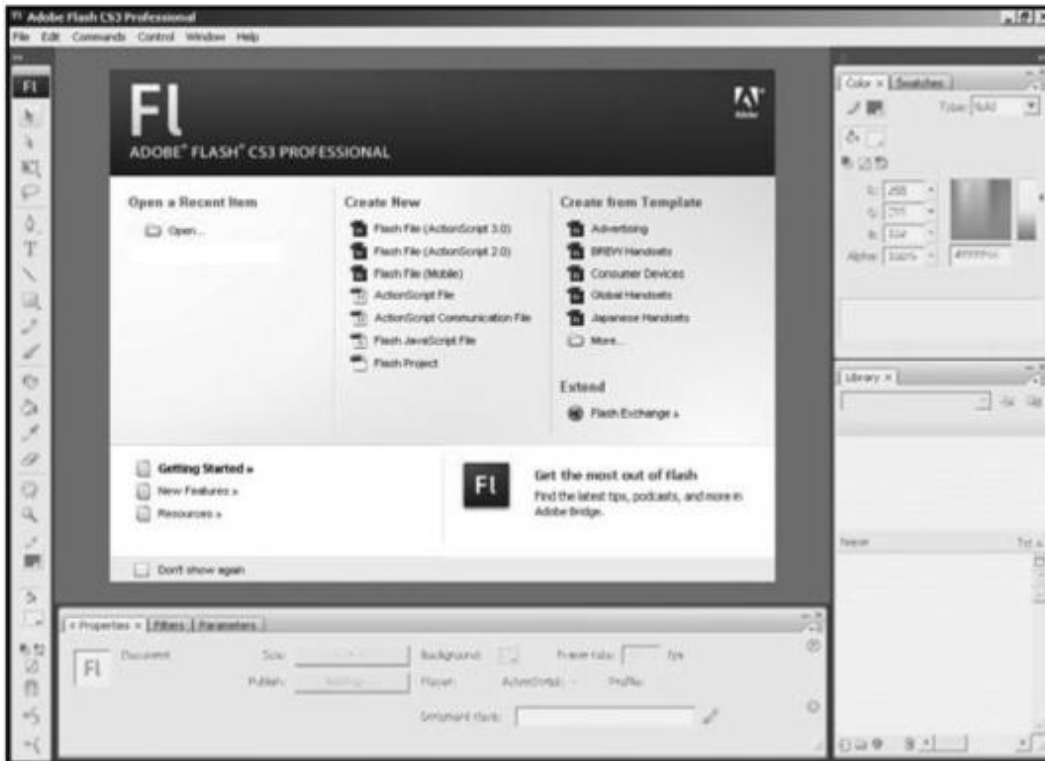 Fl Adobe Flash CS3 Professional
File Edit Commands Control Window Help
Fl
Fl
Adobe
ADOBE® FLASH® CS3 PROFESSIONAL
Open a Recent Item
Open...
Create New
Flash File (ActionScript 3.0)
Flash File (ActionScript 2.0)
Flash File (Mobile)
ActionScript File
ActionScript Communication File
Flash JavaScript File
Flash Project
Create from Template
Advertising
BREW Handsets
Consumer Devices
Global Handsets
Japanese Handsets
More...
Extend
Flash Exchange »
Getting Started »
New Features »
Resources »
Fl
Get the most out of Flash
Find the latest tips, podcasts, and more in
Adobe Bridge.
Don't show again
Color × Swatches
Type:
Alpha: 100%
Library ×
Name
Properties × Filters Parameters
Fl
Document
Size:
Background:
Frame rate: fps
Publish:
Player:
ActionScript:
Profile:
Document class: